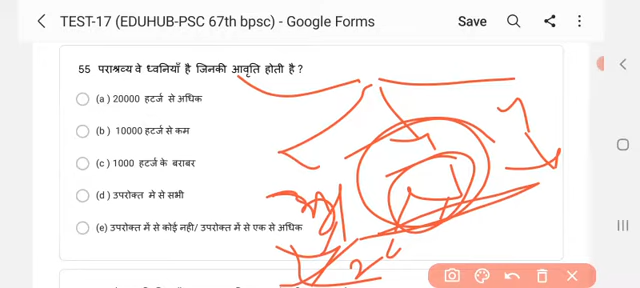 TEST-17 (EDUHUB-PSC 67th bpsc) - Google Forms Save
55 पराश्रव्य वे ध्वनियाँ है जिनकी आवृति होती है ?
(a ) 20000 हटर्ज से अधिक
(b ) 10000 हटर्ज से कम
(c ) 1000 हटर्ज के बराबर
(d ) उपरोक्त मे से सभी
(e) उपरोक्त में से कोई नही/ उपरोक्त में से एक से अधिक